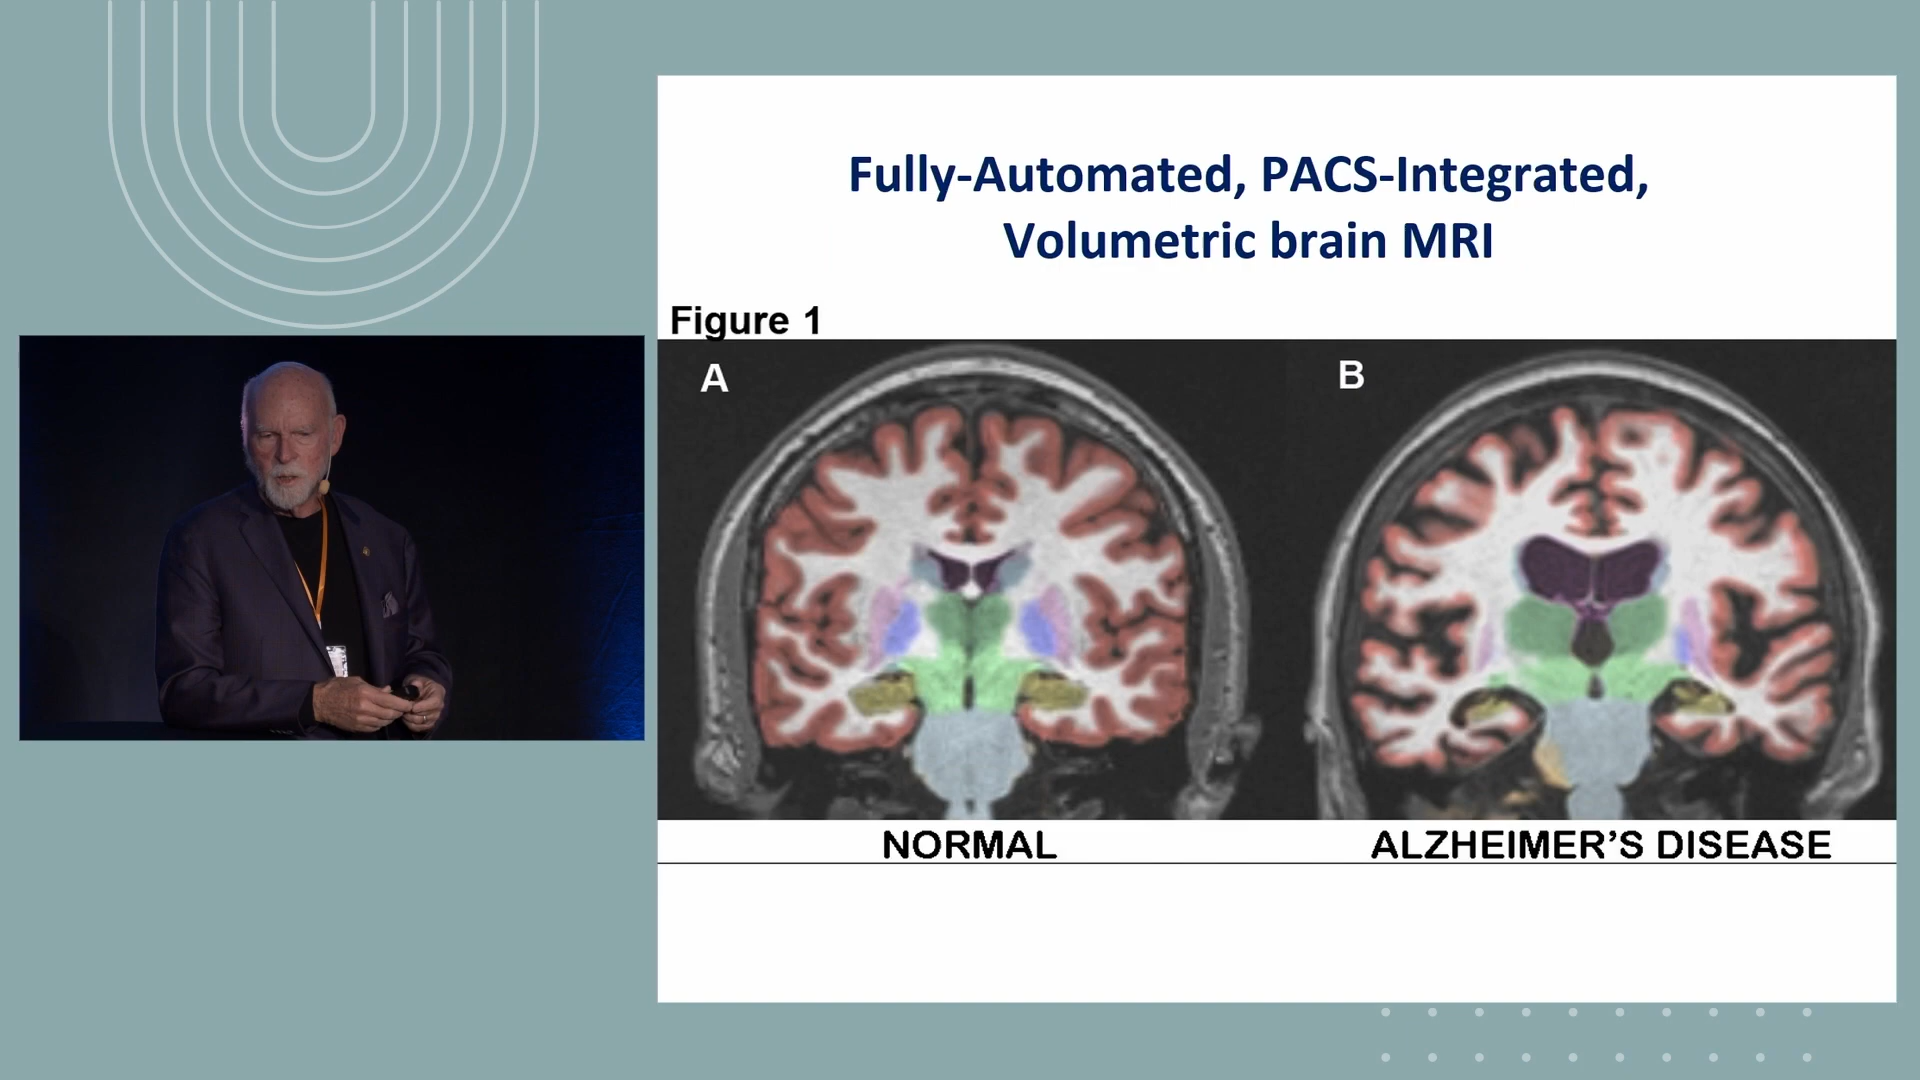 Fully-Automated, PACS-Integrated,
Volumetric brain MRI
Figure 1
A
B
NORMAL
ALZHEIMER’S DISEASE